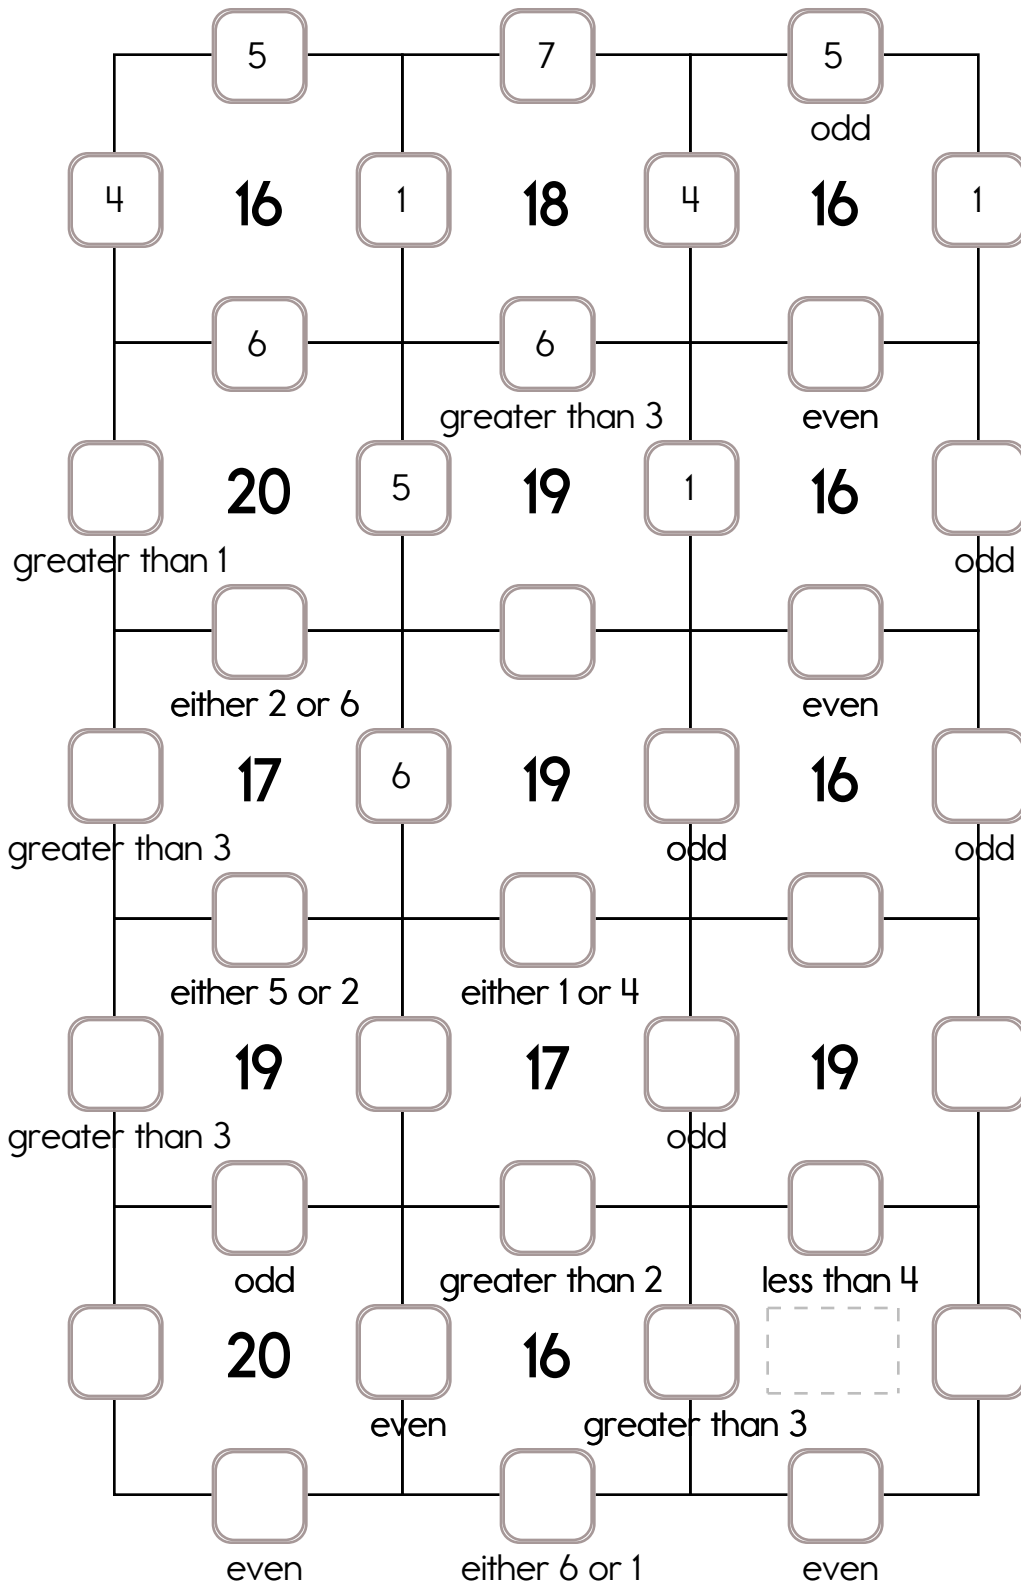 5 7 5
odd
4 16 1 18 4 16 1
6 6
greater than 3 even
20 5 19 1 16
greater than 1 odd
either 2 or 6 even
17 6 19 16
greater than 3 odd odd
either 5 or 2 either 1 or 4
19 17 19
greater than 3 odd
odd greater than 2 less than 4
20 16
even greater than 3
even either 6 or 1 even